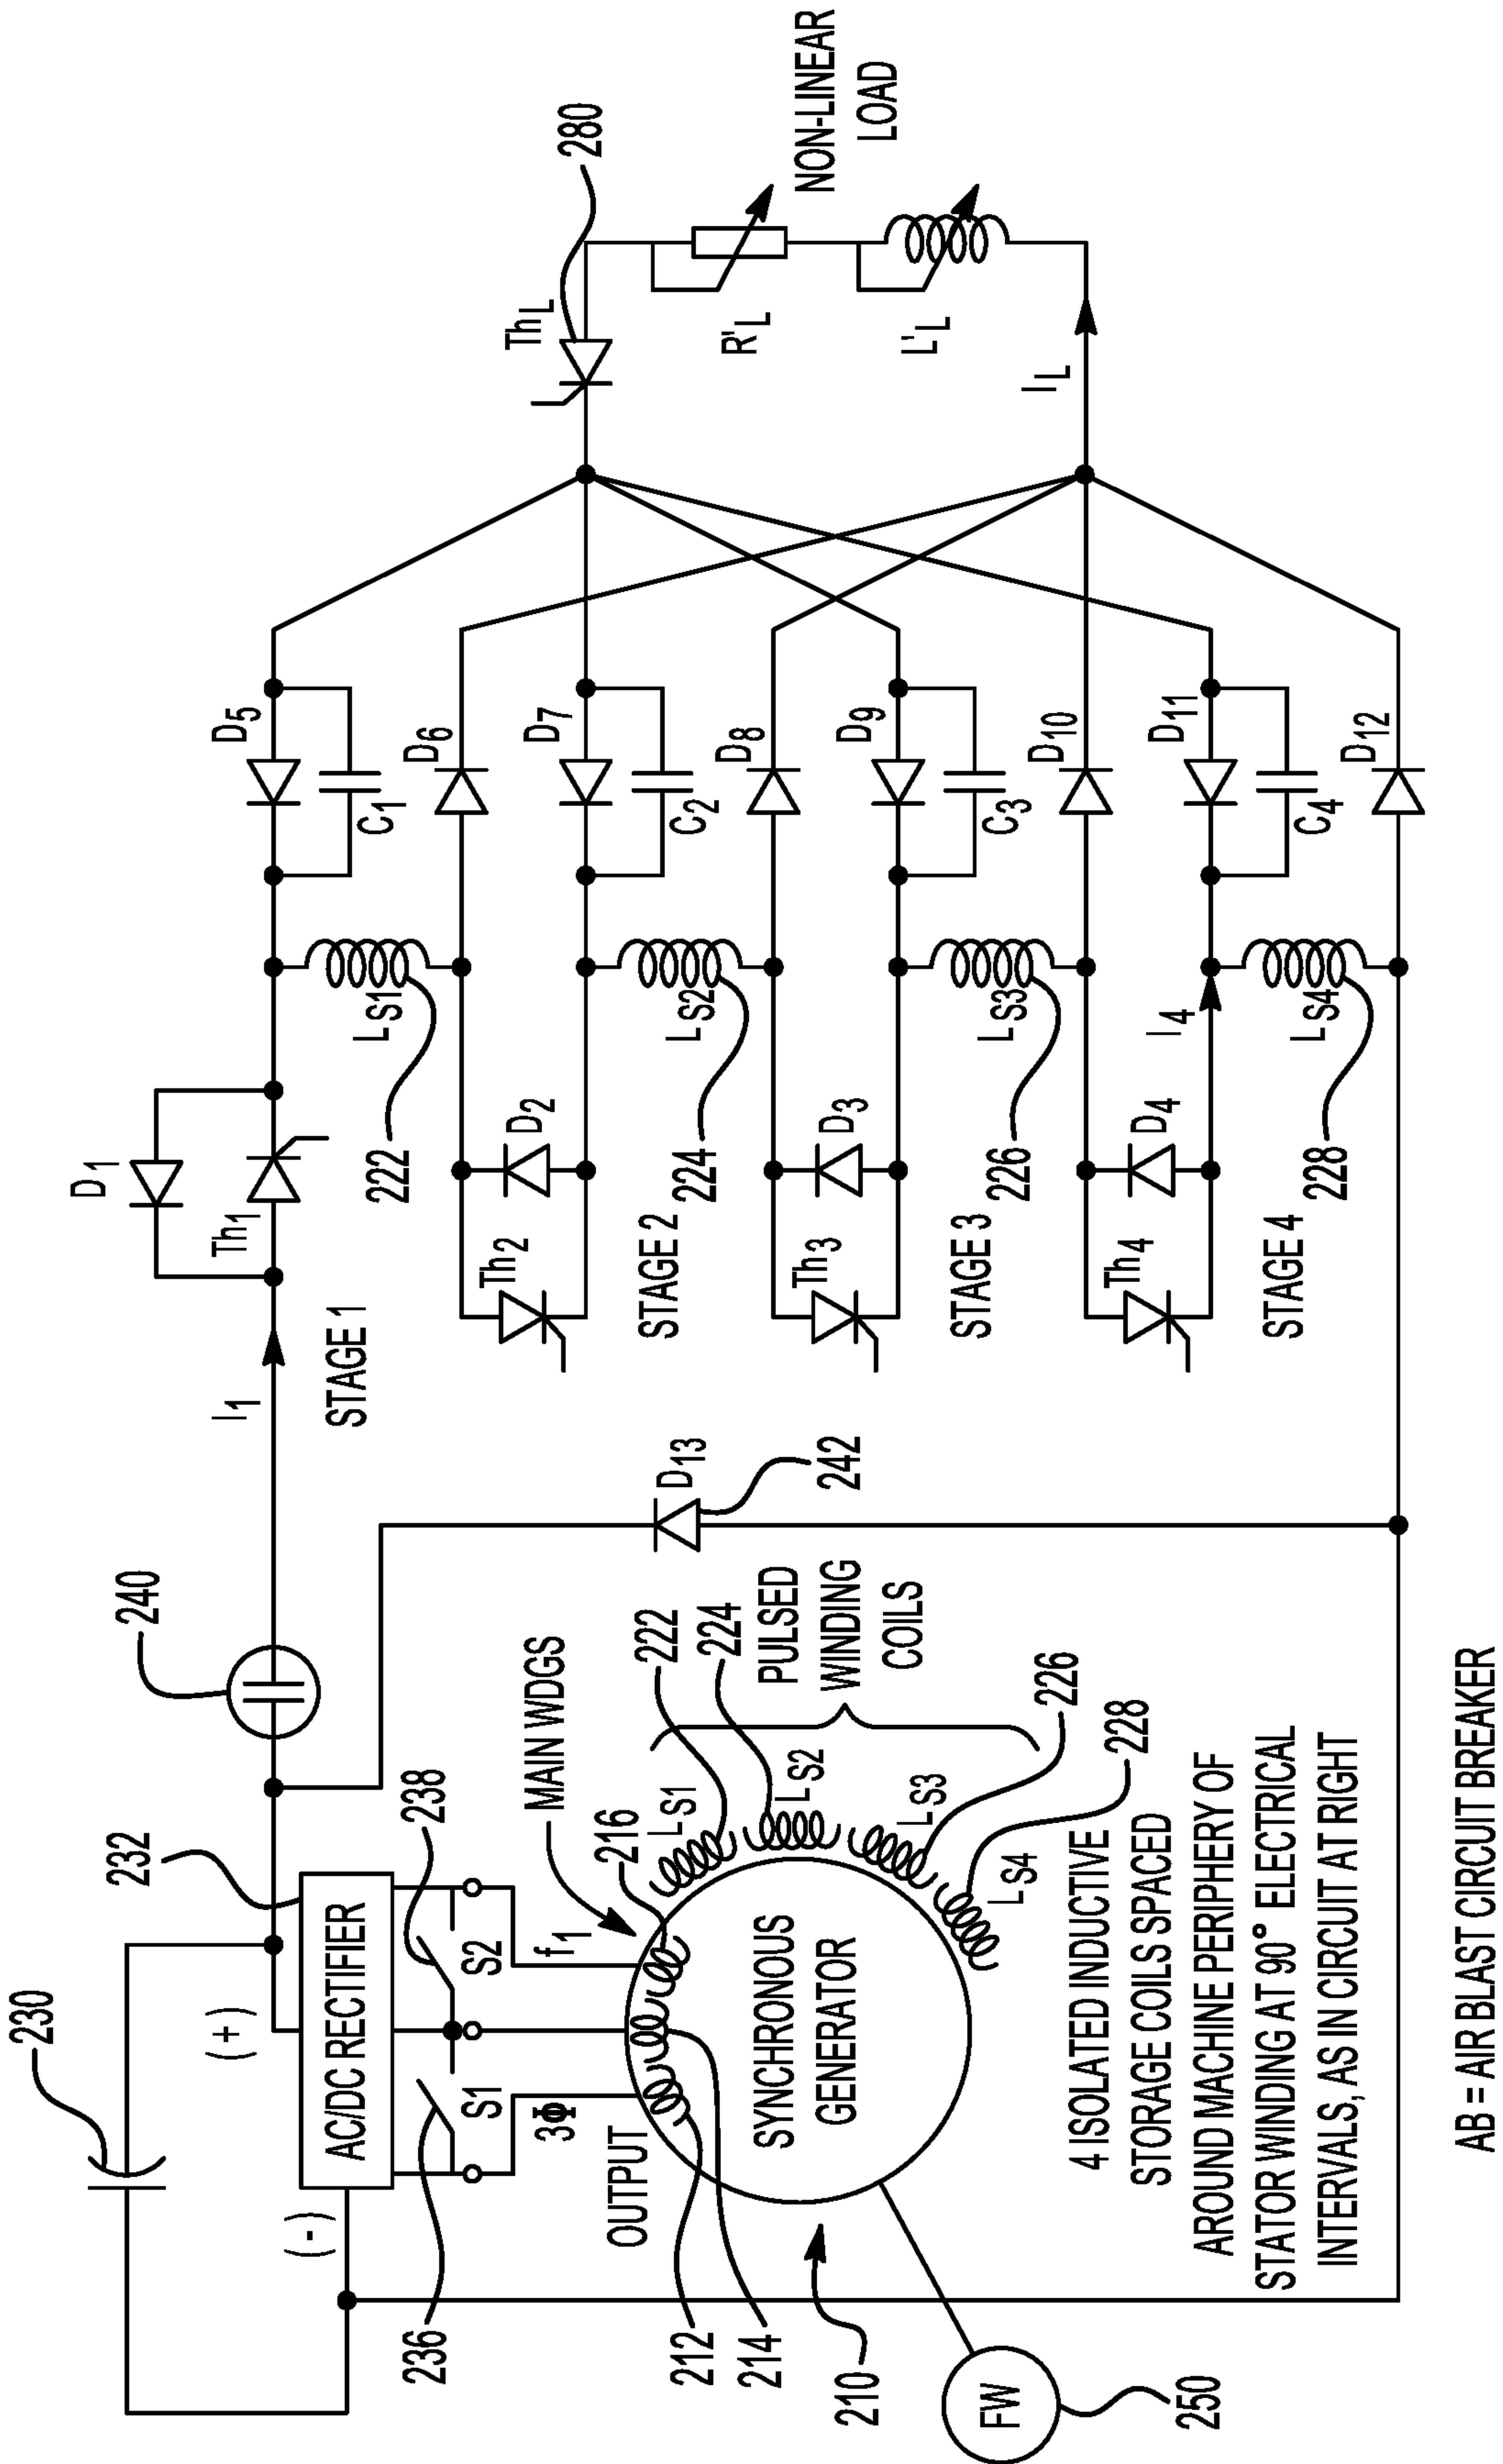 230
(+)
(-)
232
AC/DC RECTIFIER
240
236
S1
238
S2
3Φ
OUTPUT
f1
216
MAIN WDGS
212
214
210
SYNCHRONOUS
GENERATOR
LS1
222
224
LS2
PULSED
WINDING
COILS
LS3
226
228
LS4
FW
250
4 ISOLATED INDUCTIVE
STORAGE COILS SPACED
AROUND MACHINE PERIPHERY OF
STATOR WINDING AT 90° ELECTRICAL
INTERVALS, AS IN CIRCUIT AT RIGHT
AB = AIR BLAST CIRCUIT BREAKER
D13
242
I1
STAGE 1
D1
Th1
LS1
222
D5
C1
D6
Th2
D2
STAGE 2
LS2
224
D7
C2
D8
Th3
D3
STAGE 3
LS3
226
D9
C3
D10
Th4
D4
STAGE 4
I4
LS4
228
D11
C4
D12
ThL
280
R'L
L'L
IL
NON-LINEAR
LOAD